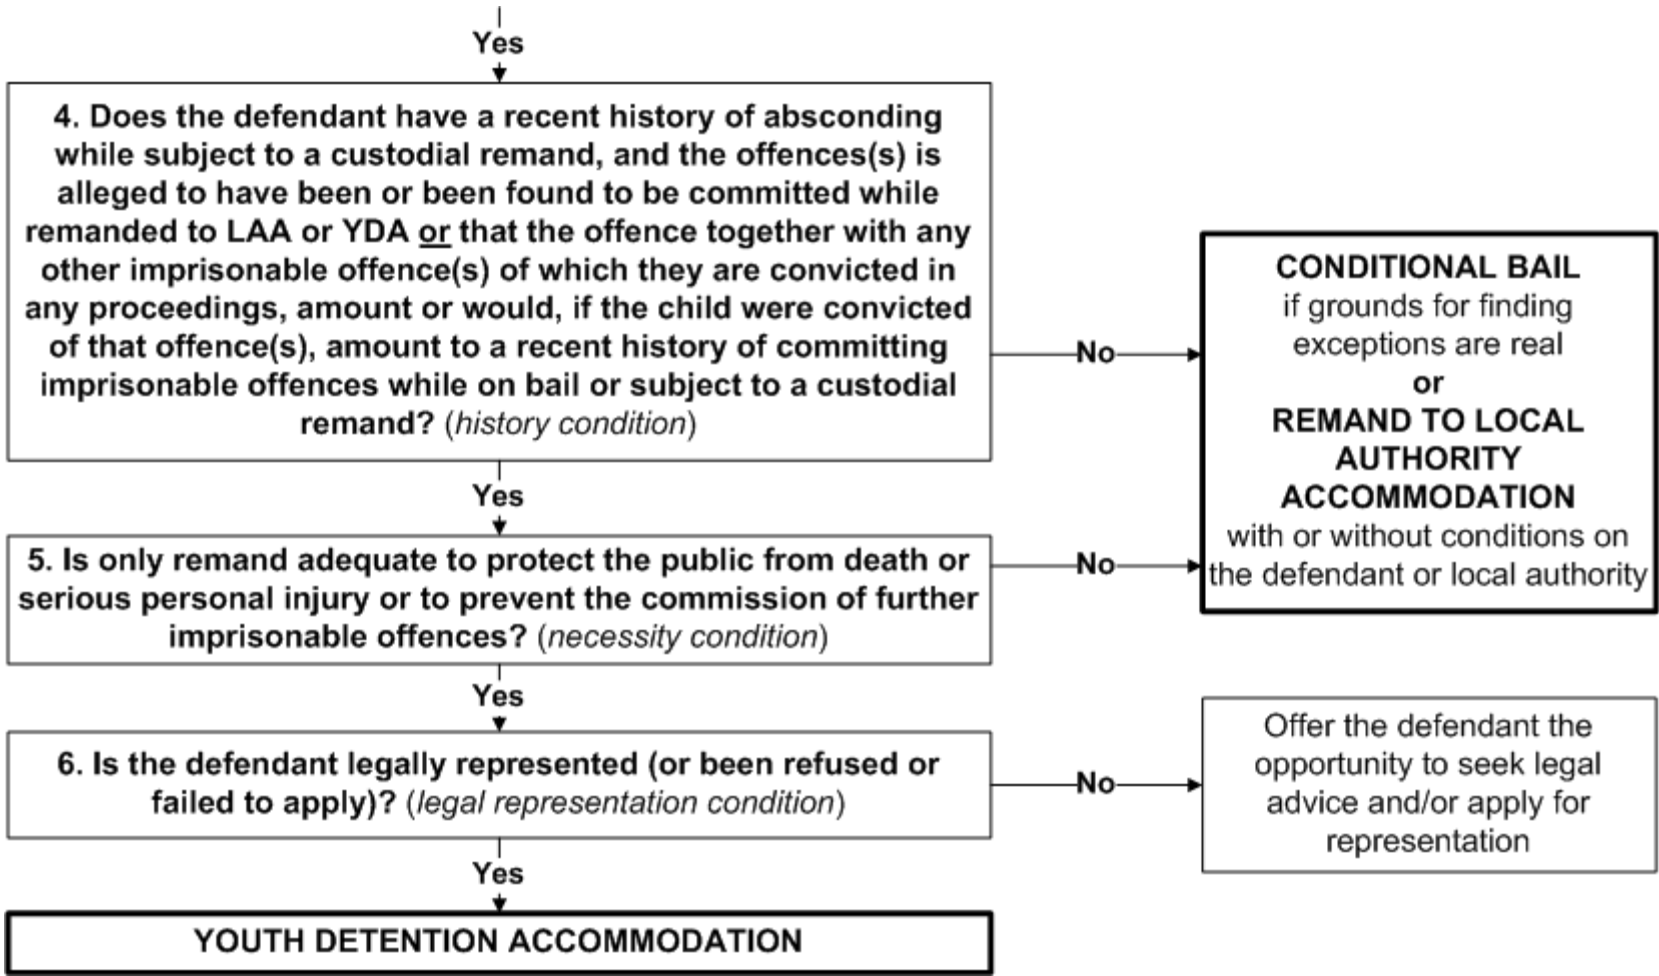 Yes
4. Does the defendant have a recent history of absconding
while subject to a custodial remand, and the offences(s) is
alleged to have been or been found to be committed while
remanded to LAA or YDA or that the offence together with any
other imprisonable offence(s) of which they are convicted in
any proceedings, amount or would, if the child were convicted
of that offence(s), amount to a recent history of committing
imprisonable offences while on bail or subject to a custodial
remand? (history condition)
No
CONDITIONAL BAIL
if grounds for finding
exceptions are real
or
REMAND TO LOCAL
AUTHORITY
ACCOMMODATION
with or without conditions on
the defendant or local authority
Yes
5. Is only remand adequate to protect the public from death or
serious personal injury or to prevent the commission of further
imprisonable offences? (necessity condition)
No
Yes
6. Is the defendant legally represented (or been refused or
failed to apply)? (legal representation condition)
No
Offer the defendant the
opportunity to seek legal
advice and/or apply for
representation
Yes
YOUTH DETENTION ACCOMMODATION